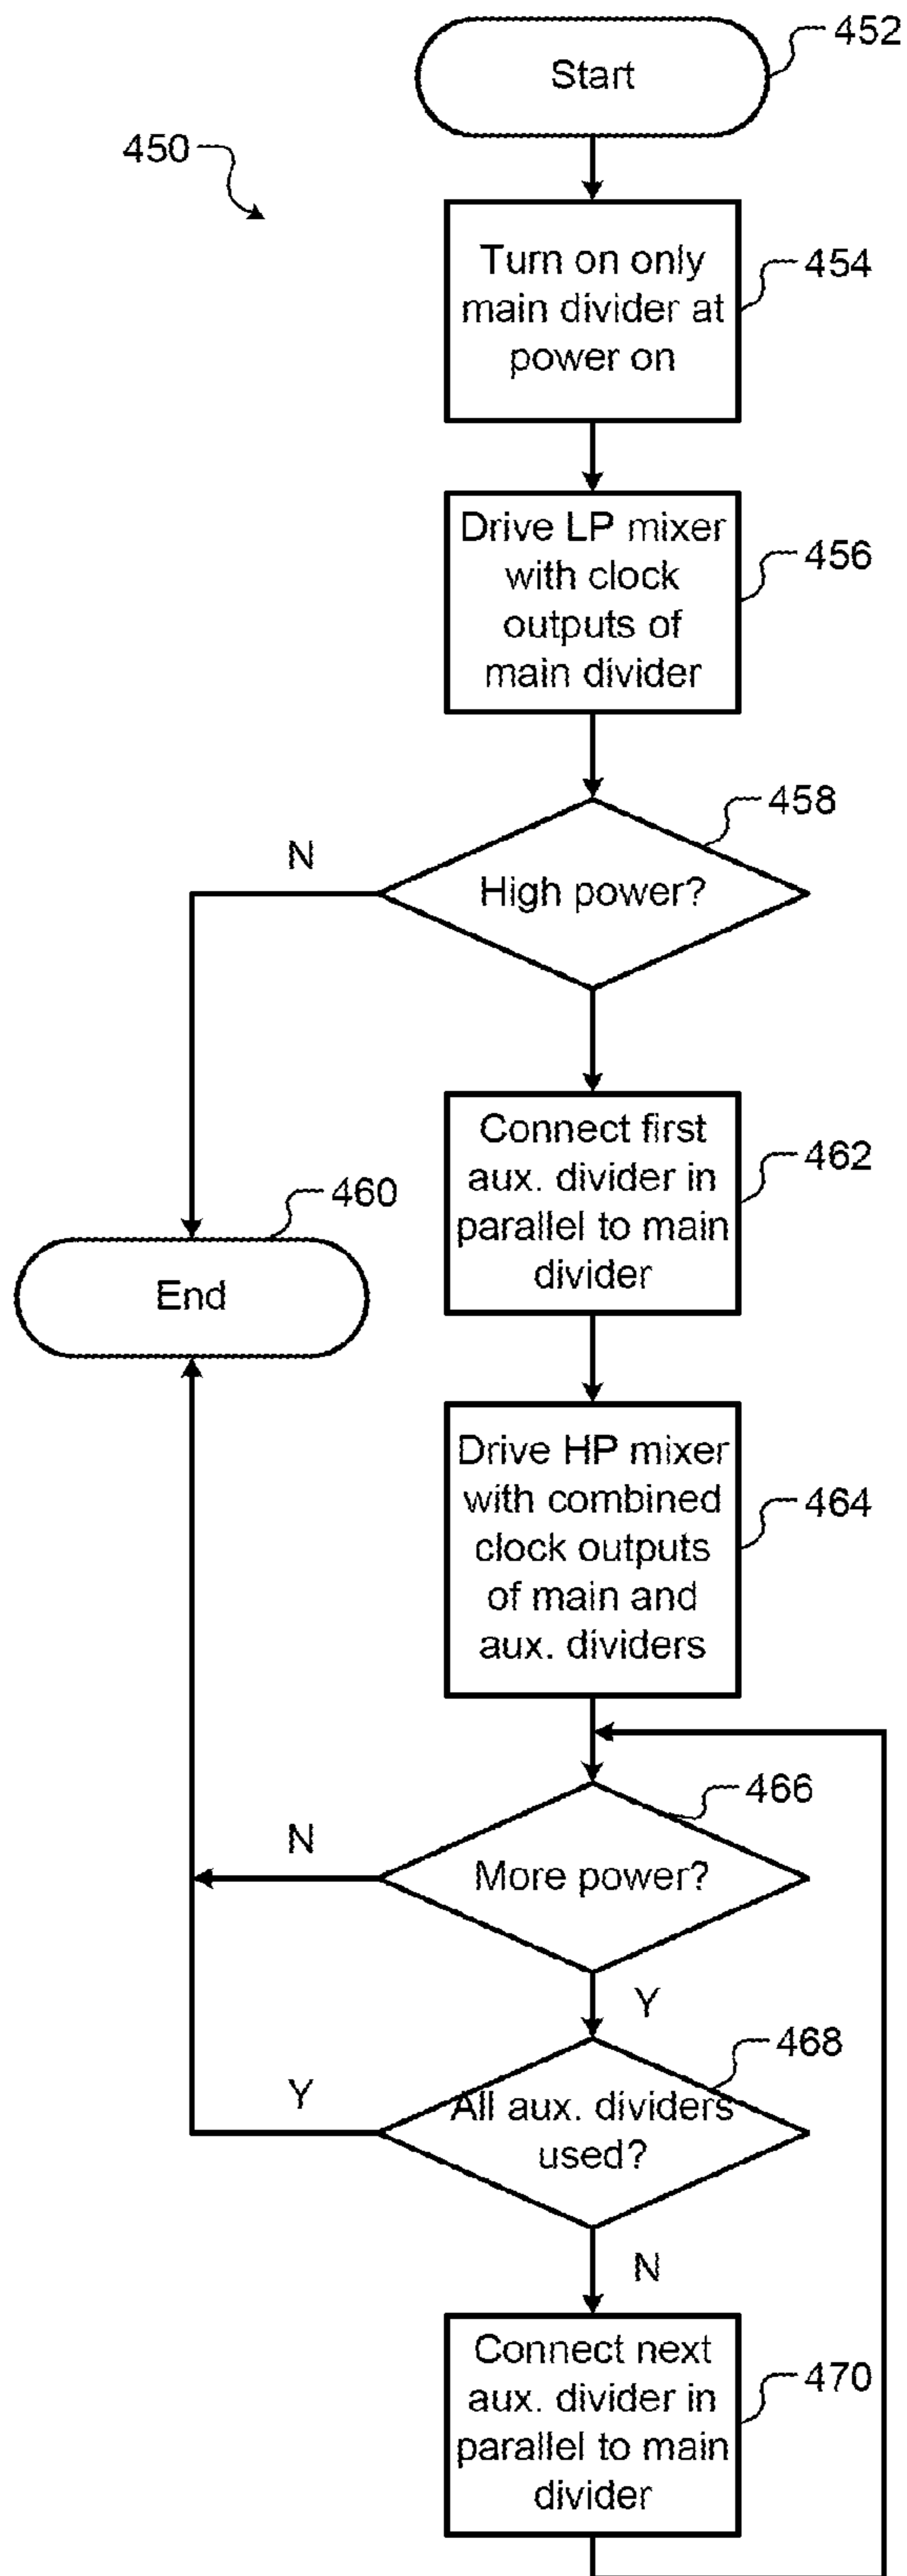 452
Start
450
Turn on only
main divider at
power on
454
Drive LP mixer
with clock
outputs of
main divider
456
458
N
High power?
Connect first
aux. divider in
parallel to main
divider
462
460
End
Drive HP mixer
with combined
clock outputs
of main and
aux. dividers
464
466
N
More power?
Y
468
Y
All aux. dividers
used?
N
Connect next
aux. divider in
parallel to main
divider
470